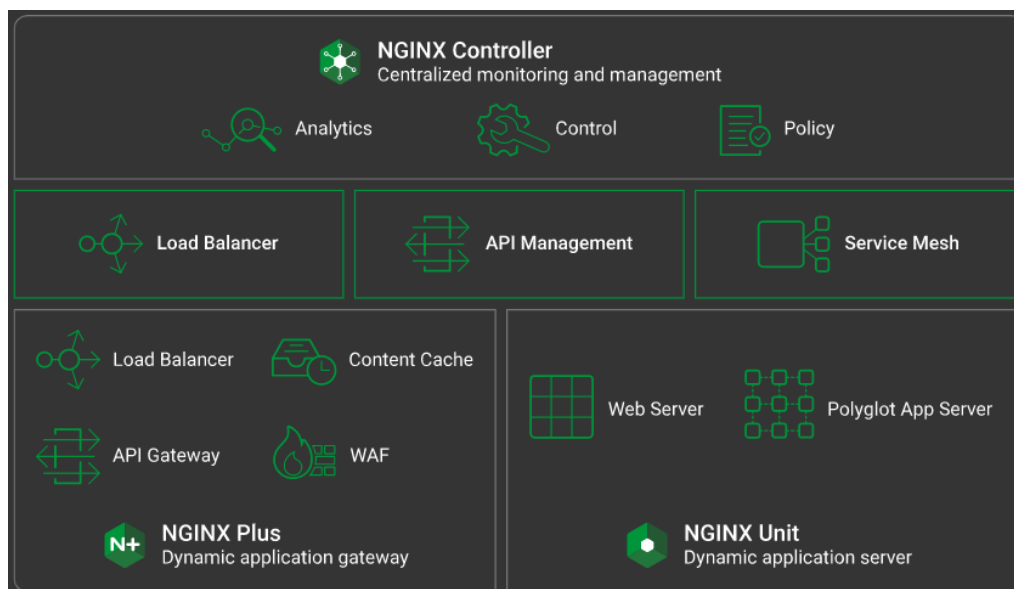 NGINX Controller
Centralized monitoring and management
Analytics
Control
Policy
Load Balancer
API Management
Service Mesh
Load Balancer
Content Cache
API Gateway
WAF
N+
NGINX Plus
Dynamic application gateway
Web Server
Polyglot App Server
NGINX Unit
Dynamic application server